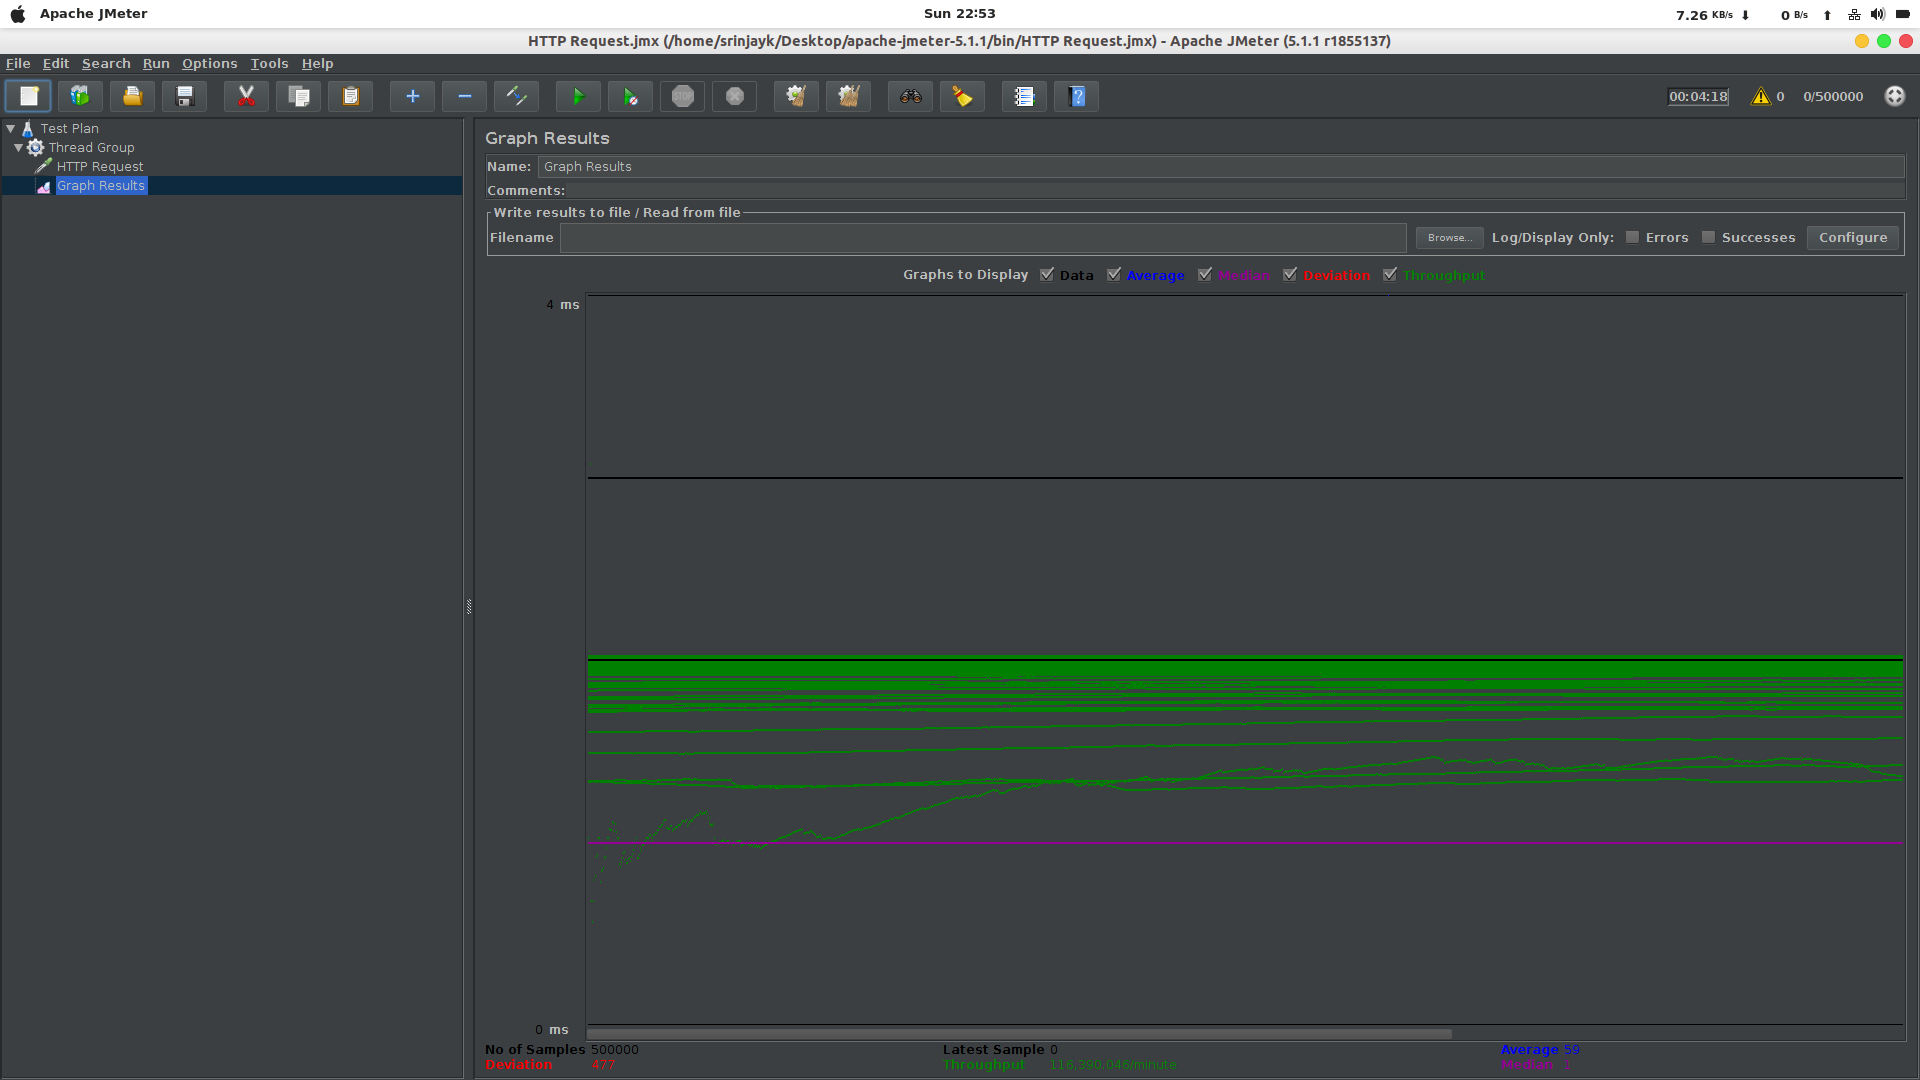 Apache JMeter
Sun 22:53
7.26 KB/s 0 B/s
HTTP Request.jmx (/home/srinjayk/Desktop/apache-jmeter-5.1.1/bin/HTTP Request.jmx) - Apache JMeter (5.1.1 r1855137)
File Edit Search Run Options Tools Help
STOP
00:04:18 0 0/500000
Test Plan
Thread Group
HTTP Request
Graph Results
Graph Results
Name: Graph Results
Comments:
Write results to file / Read from file
Filename Browse... Log/Display Only: Errors Successes Configure
Graphs to Display Data Average Median Deviation Throughput
4 ms
0 ms
No of Samples 500000 Latest Sample 0 Average 59
Deviation 477 Throughput 116,390.046/minute Median 1